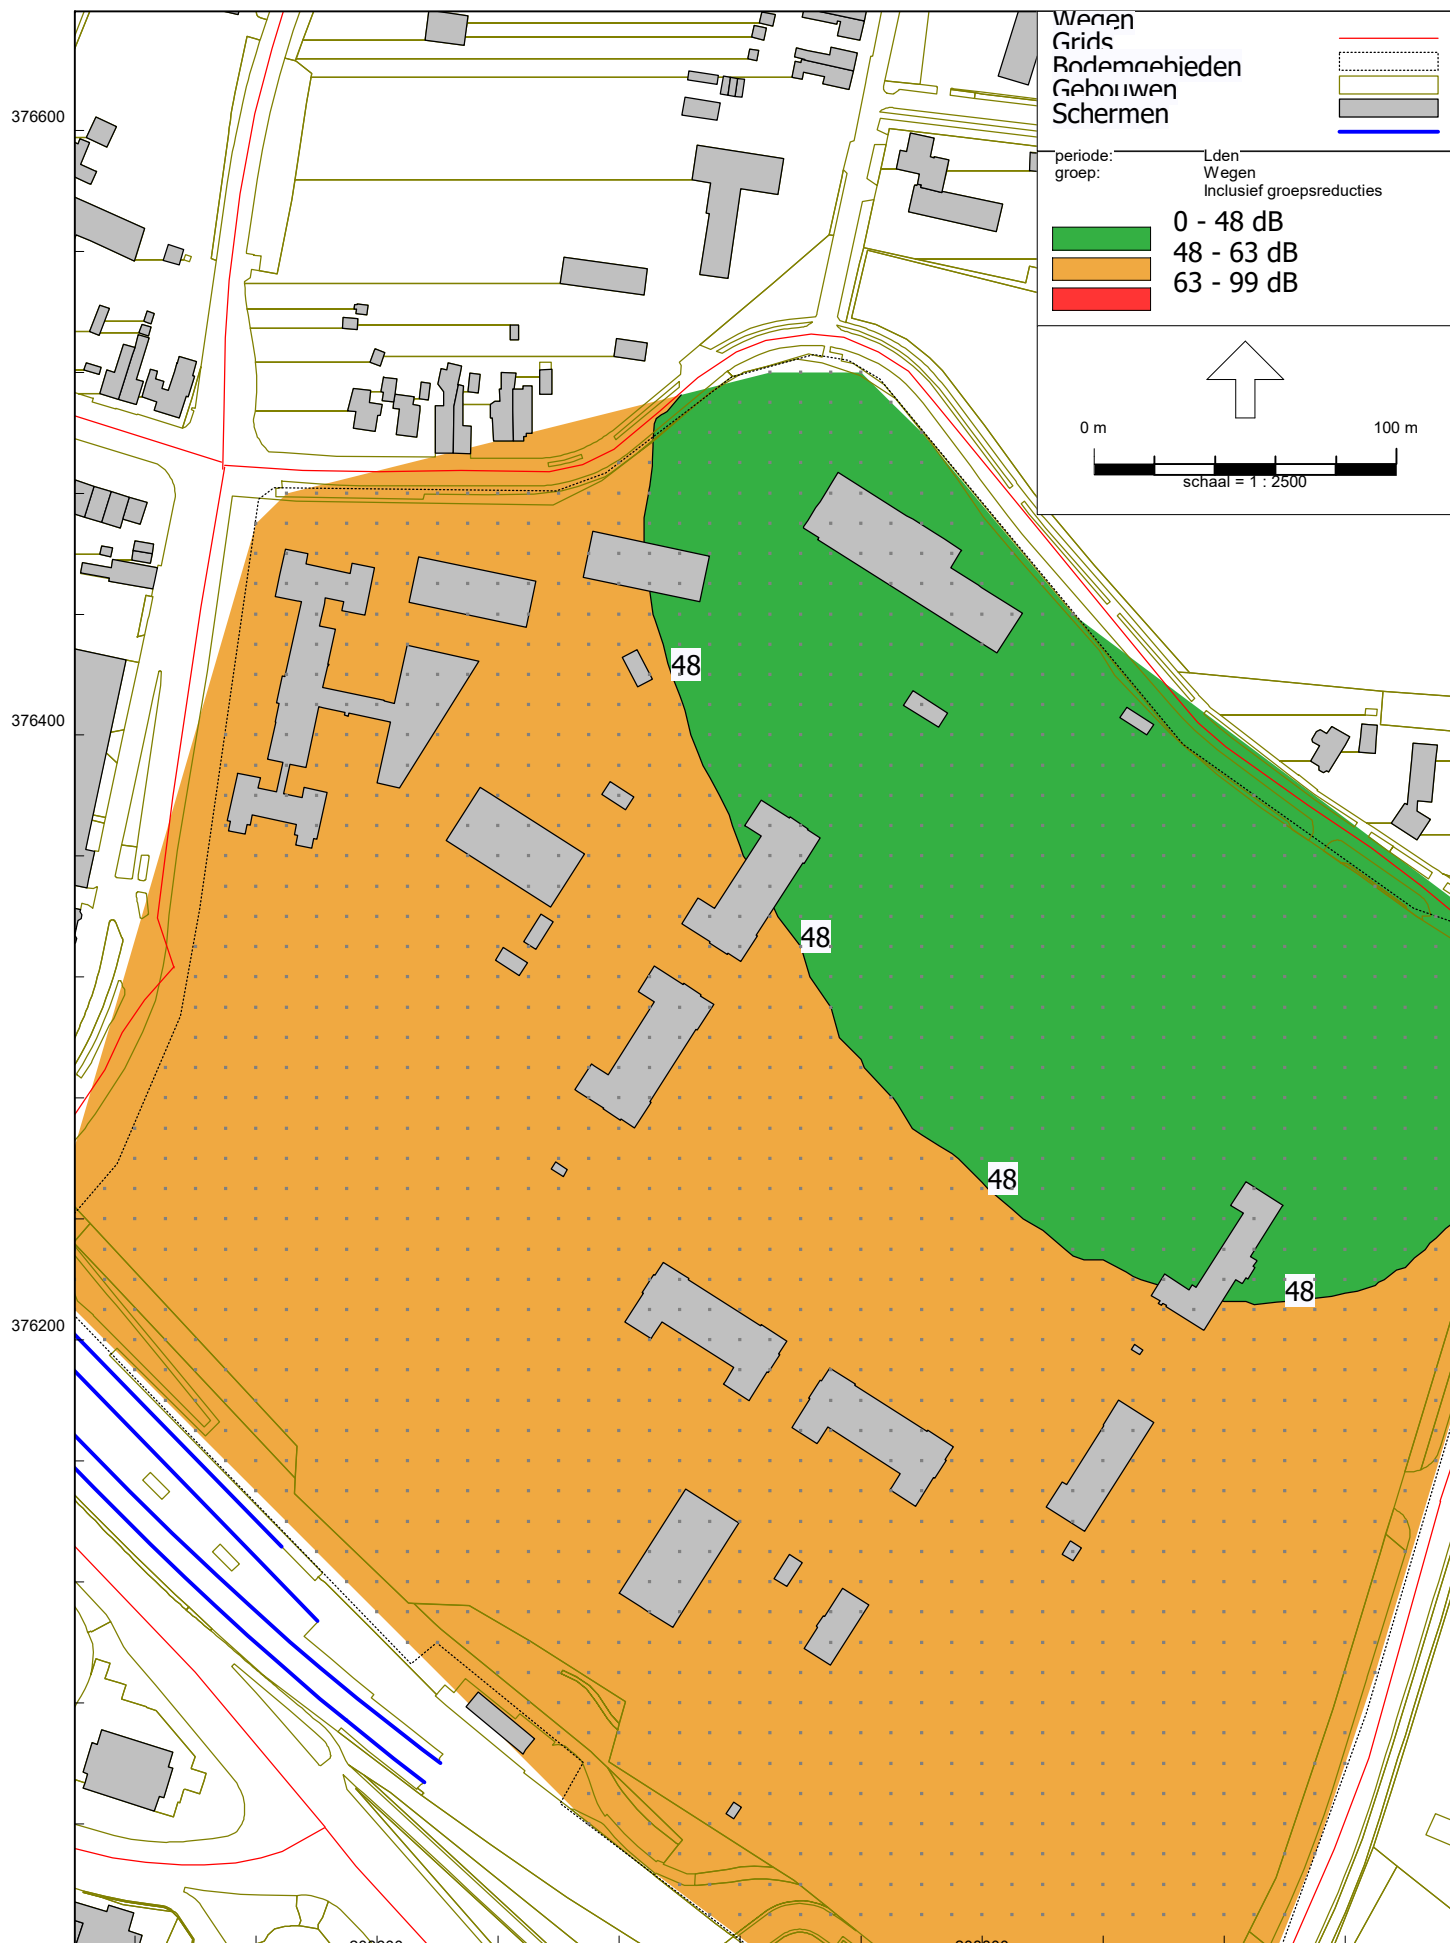 Wegen
Grids
Bodemgebieden
Gebouwen
Schermen
periode: Lden
groep: Wegen
Inclusief groepsreducties
0 - 48 dB
48 - 63 dB
63 - 99 dB
0 m 100 m
schaal = 1 : 2500
376600
48
376400
48
48
48
376200